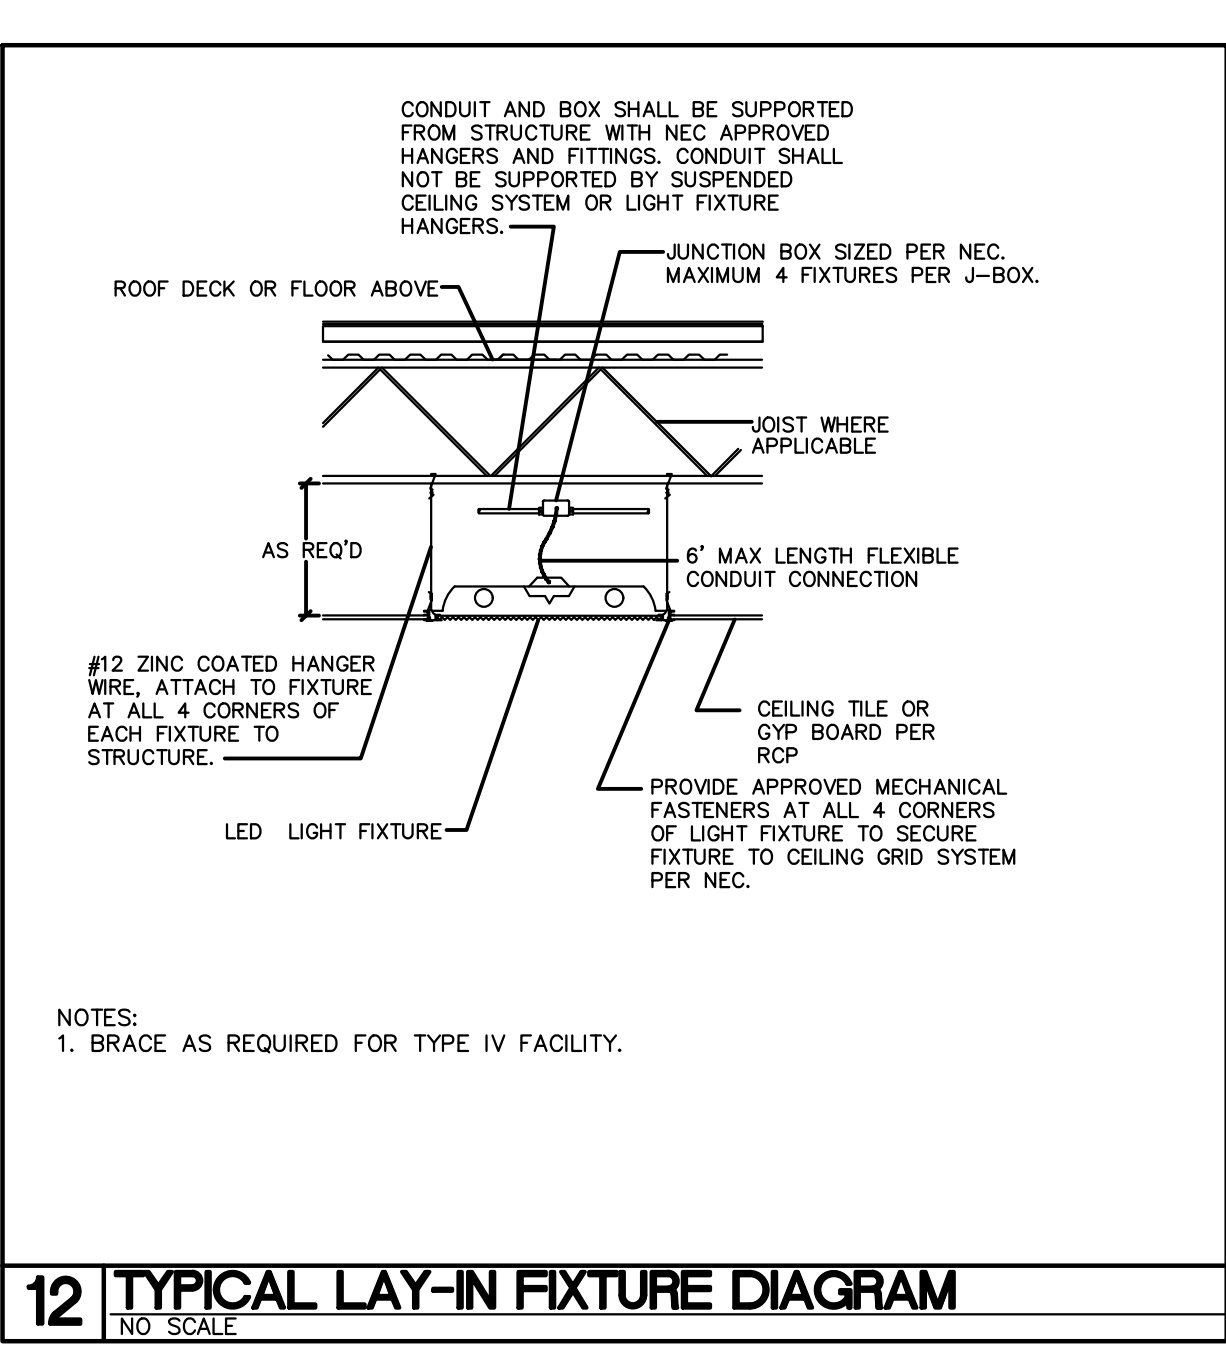 CONDUIT AND BOX SHALL BE SUPPORTED
FROM STRUCTURE WITH NEC APPROVED
HANGERS AND FITTINGS. CONDUIT SHALL
NOT BE SUPPORTED BY SUSPENDED
CEILING SYSTEM OR LIGHT FIXTURE
HANGERS.
JUNCTION BOX SIZED PER NEC.
MAXIMUM 4 FIXTURES PER J-BOX.
ROOF DECK OR FLOOR ABOVE
JOIST WHERE
APPLICABLE
AS REQ'D
6' MAX LENGTH FLEXIBLE
CONDUIT CONNECTION
#12 ZINC COATED HANGER
WIRE, ATTACH TO FIXTURE
AT ALL 4 CORNERS OF
EACH FIXTURE TO
STRUCTURE.
CEILING TILE OR
GYP BOARD PER
RCP
PROVIDE APPROVED MECHANICAL
FASTENERS AT ALL 4 CORNERS
OF LIGHT FIXTURE TO SECURE
FIXTURE TO CEILING GRID SYSTEM
PER NEC.
LED LIGHT FIXTURE
NOTES:
1. BRACE AS REQUIRED FOR TYPE IV FACILITY.
12 TYPICAL LAY-IN FIXTURE DIAGRAM
NO SCALE